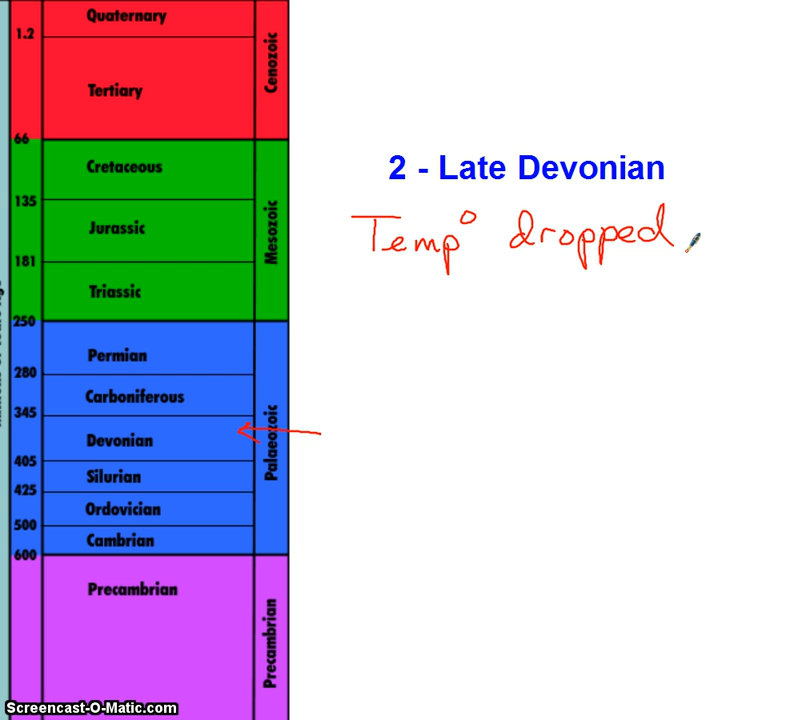 Quaternary
1.2
Cenozoic
Tertiary
66
Cretaceous
135
Jurassic
Mesozoic
181
Triassic
250
Permian
280
Carboniferous
345
Devonian
Palaeozoic
405
Silurian
425
Ordovician
500
Cambrian
600
Precambrian
Precambrian
2 - Late Devonian
Temp° dropped
Screencast-O-Matic.com